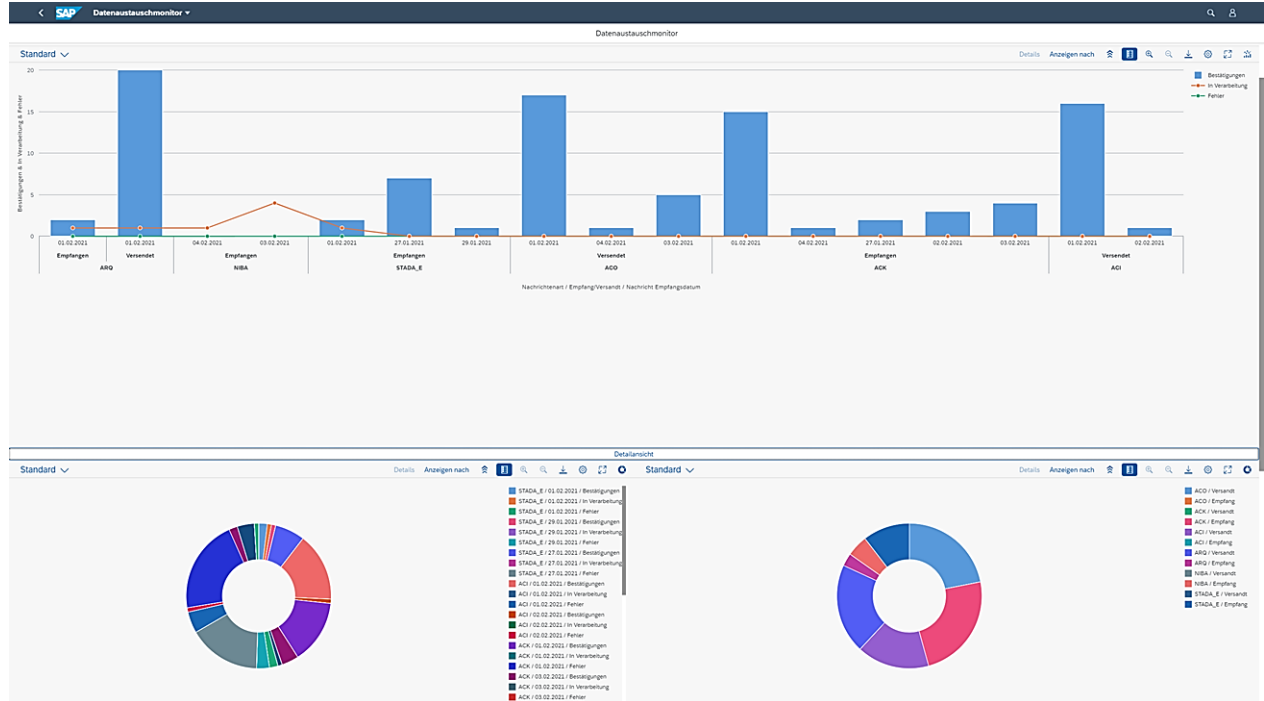 SAP Datenaustauschmonitor
Datenaustauschmonitor
Standard Details Anzeigen nach
Bestätigungen & In Verarbeitung & Fehler
20
15
10
5
0
Bestätigungen
In Verarbeitung
Fehler
01.02.2021 01.02.2021 04.02.2021 03.02.2021 01.02.2021 27.01.2021 29.01.2021 01.02.2021 04.02.2021 03.02.2021 01.02.2021 04.02.2021 27.01.2021 02.02.2021 03.02.2021 01.02.2021 02.02.2021
Empfangen Versendet Empfangen Empfangen Versendet Empfangen Versendet
ARQ NIBA STADA_E ACO ACK ACI
Nachrichtenart / Empfang/Versandt / Nachricht Empfangsdatum
Detailansicht
Standard Details Anzeigen nach
STADA_E / 01.02.2021 / Bestätigungen
STADA_E / 01.02.2021 / In Verarbeitung
STADA_E / 01.02.2021 / Fehler
STADA_E / 29.01.2021 / Bestätigungen
STADA_E / 29.01.2021 / In Verarbeitung
STADA_E / 29.01.2021 / Fehler
STADA_E / 27.01.2021 / Bestätigungen
STADA_E / 27.01.2021 / In Verarbeitung
STADA_E / 27.01.2021 / Fehler
ACI / 01.02.2021 / Bestätigungen
ACI / 01.02.2021 / In Verarbeitung
ACI / 01.02.2021 / Fehler
ACI / 02.02.2021 / Bestätigungen
ACI / 02.02.2021 / In Verarbeitung
ACI / 02.02.2021 / Fehler
ACK / 01.02.2021 / Bestätigungen
ACK / 01.02.2021 / In Verarbeitung
ACK / 01.02.2021 / Fehler
ACK / 03.02.2021 / Bestätigungen
ACK / 03.02.2021 / In Verarbeitung
ACK / 03.02.2021 / Fehler
Standard Details Anzeigen nach
ACO / Versandt
ACO / Empfang
ACK / Versandt
ACK / Empfang
ACI / Versandt
ACI / Empfang
ARQ / Versandt
ARQ / Empfang
NIBA / Versandt
NIBA / Empfang
STADA_E / Versandt
STADA_E / Empfang